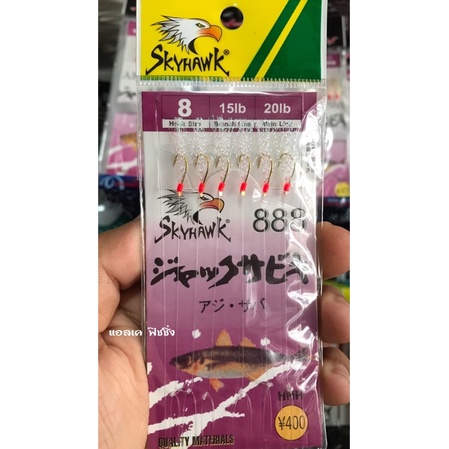 SKYHAWK®
8 15lb 20lb
Hook Size Branch Line Main Line
SKYHAWK® 888
ジャックサビキ
アジ・サバ
แอลเค ฟิชชิ่ง
¥400
QUALITY MATERIALS